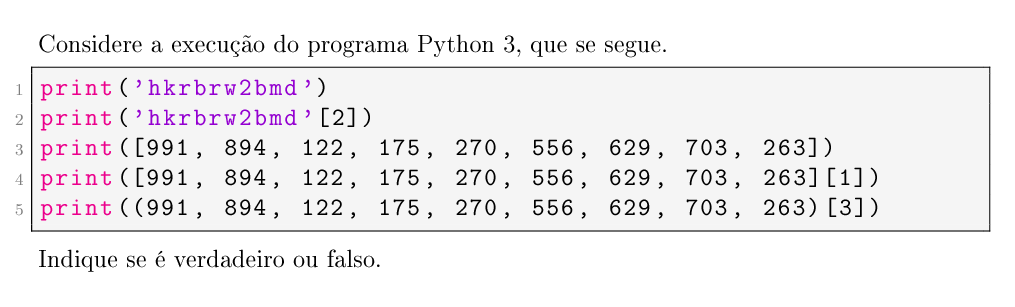 Considere a execução do programa Python 3, que se segue.
1 print('hkrbrw2bmd')
2 print('hkrbrw2bmd'[2])
3 print([991, 894, 122, 175, 270, 556, 629, 703, 263])
4 print([991, 894, 122, 175, 270, 556, 629, 703, 263][1])
5 print((991, 894, 122, 175, 270, 556, 629, 703, 263)[3])
Indique se é verdadeiro ou falso.